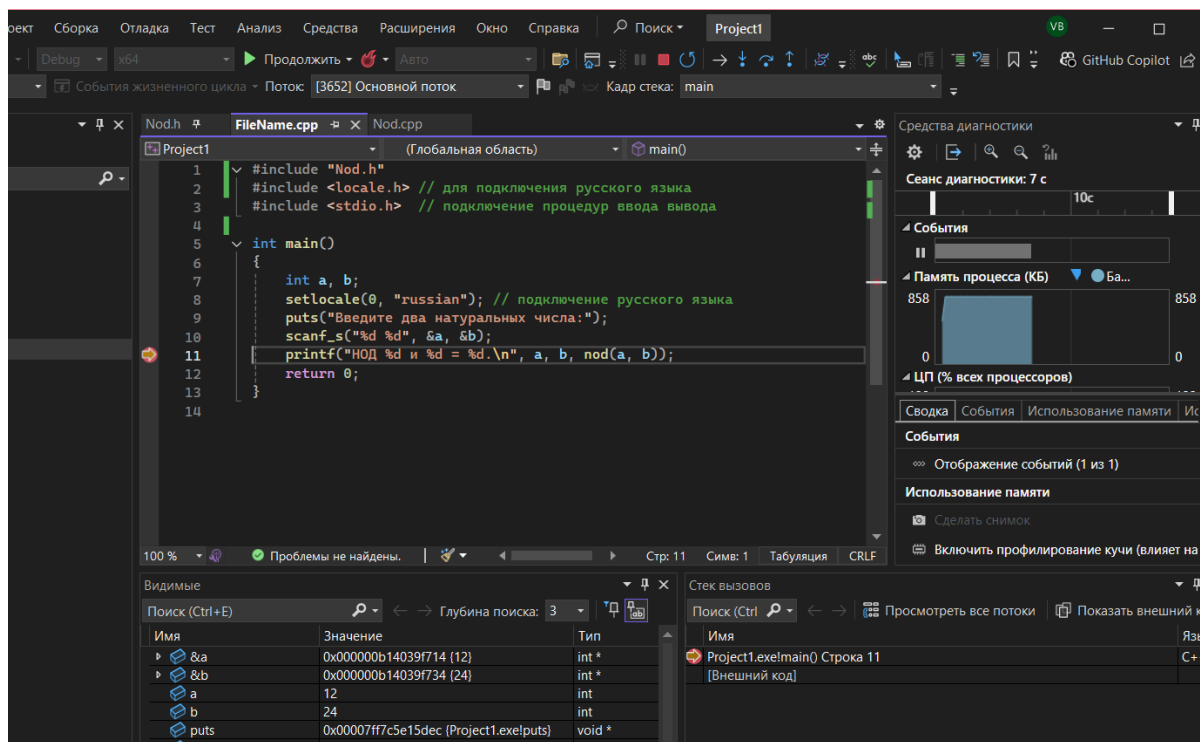 оект Сборка Отладка Тест Анализ Средства Расширения Окно Справка Поиск Project1 VB
Debug x64 Продолжить Авто GitHub Copilot
События жизненного цикла Поток: [3652] Основной поток Кадр стека: main
Nod.h FileName.cpp Nod.cpp
Project1 (Глобальная область) main()
1 #include "Nod.h"
2 #include <locale.h> // для подключения русского языка
3 #include <stdio.h> // подключение процедур ввода вывода
4
5 int main()
6 {
7 int a, b;
8 setlocale(0, "russian"); // подключение русского языка
9 puts("Введите два натуральных числа:");
10 scanf_s("%d %d", &a, &b);
11 printf("НОД %d и %d = %d.\n", a, b, nod(a, b));
12 return 0;
13 }
14
100 % Проблемы не найдены. Стр: 11 Симв: 1 Табуляция CRLF
Средства диагностики
Сеанс диагностики: 7 с
10с
События
Память процесса (КБ) Ба...
858 858
0 0
ЦП (% всех процессоров)
Сводка События Использование памяти Ис
События
Отображение событий (1 из 1)
Использование памяти
Сделать снимок
Включить профилирование кучи (влияет на
Видимые
Поиск (Ctrl+E) Глубина поиска: 3
Имя Значение Тип
&a 0x000000b14039f714 {12} int *
&b 0x000000b14039f734 {24} int *
a 12 int
b 24 int
puts 0x00007ff7c5e15dec {Project1.exe!puts} void *
Стек вызовов
Поиск (Ctrl Просмотреть все потоки Показать внешний к
Имя Язы
Project1.exe!main() Строка 11 C+
[Внешний код]